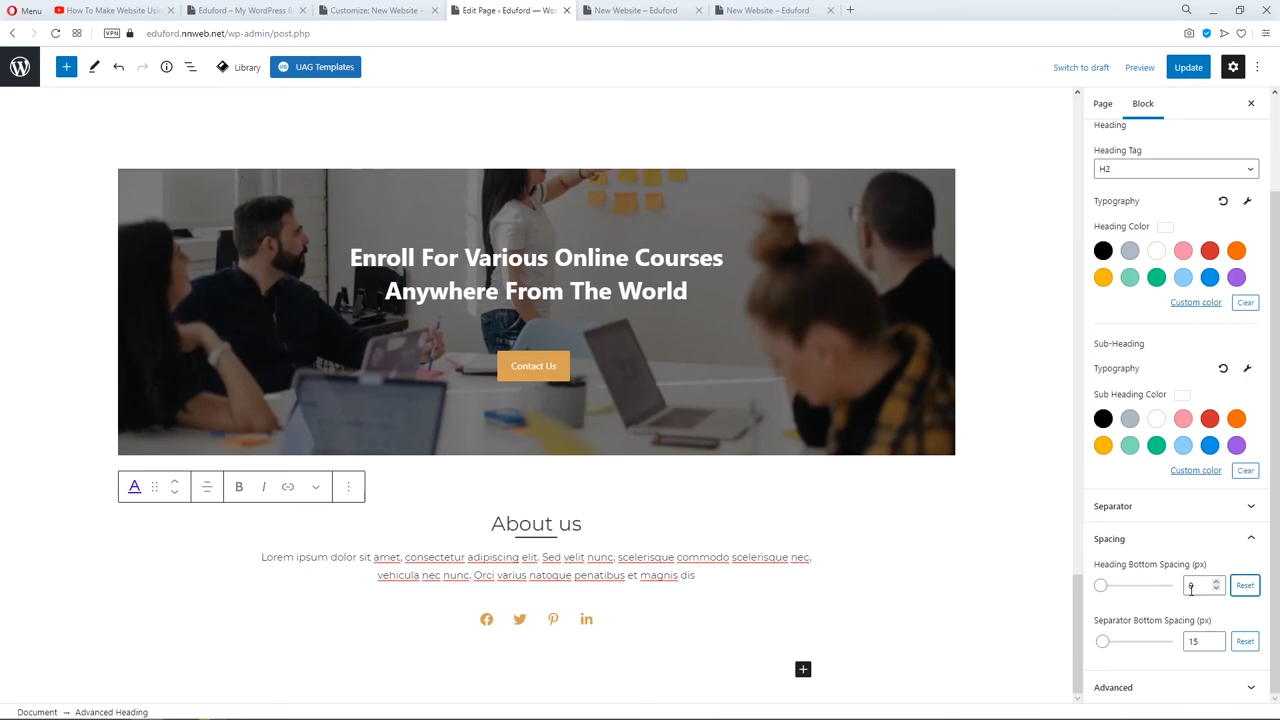 Menu
How To Make Website Using
Eduford – My WordPress B
Customize: New Website –
Edit Page ‹ Eduford — Wor
New Website – Eduford
New Website – Eduford
VPN
eduford.nnweb.net/wp-admin/post.php
Library
UAG Templates
Switch to draft
Preview
Update
Page
Block
Heading
Heading Tag
H2
Typography
Heading Color
Custom color
Clear
Sub-Heading
Typography
Sub Heading Color
Custom color
Clear
Separator
Spacing
Heading Bottom Spacing (px)
Reset
Separator Bottom Spacing (px)
15
Reset
Advanced
Enroll For Various Online Courses
Anywhere From The World
Contact Us
A
B
I
About us
Lorem ipsum dolor sit amet, consectetur adipiscing elit. Sed velit nunc, scelerisque commodo scelerisque nec,
vehicula nec nunc. Orci varius natoque penatibus et magnis dis
Document → Advanced Heading